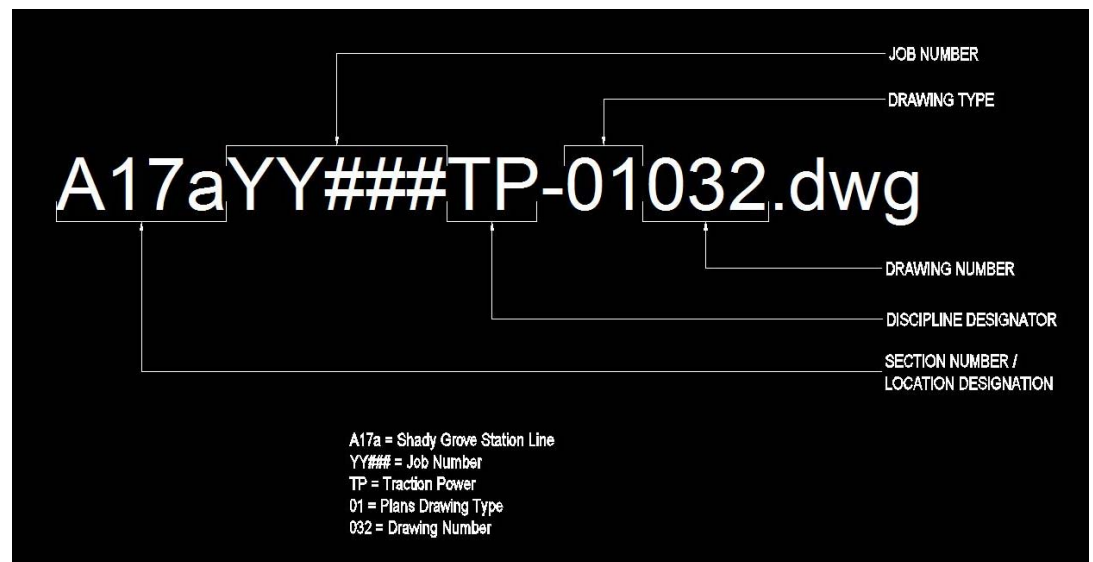 JOB NUMBER
DRAWING TYPE
A17aYY###TP-01032.dwg
DRAWING NUMBER
DISCIPLINE DESIGNATOR
SECTION NUMBER /
LOCATION DESIGNATION
A17a = Shady Grove Station Line
YY### = Job Number
TP = Traction Power
01 = Plans Drawing Type
032 = Drawing Number